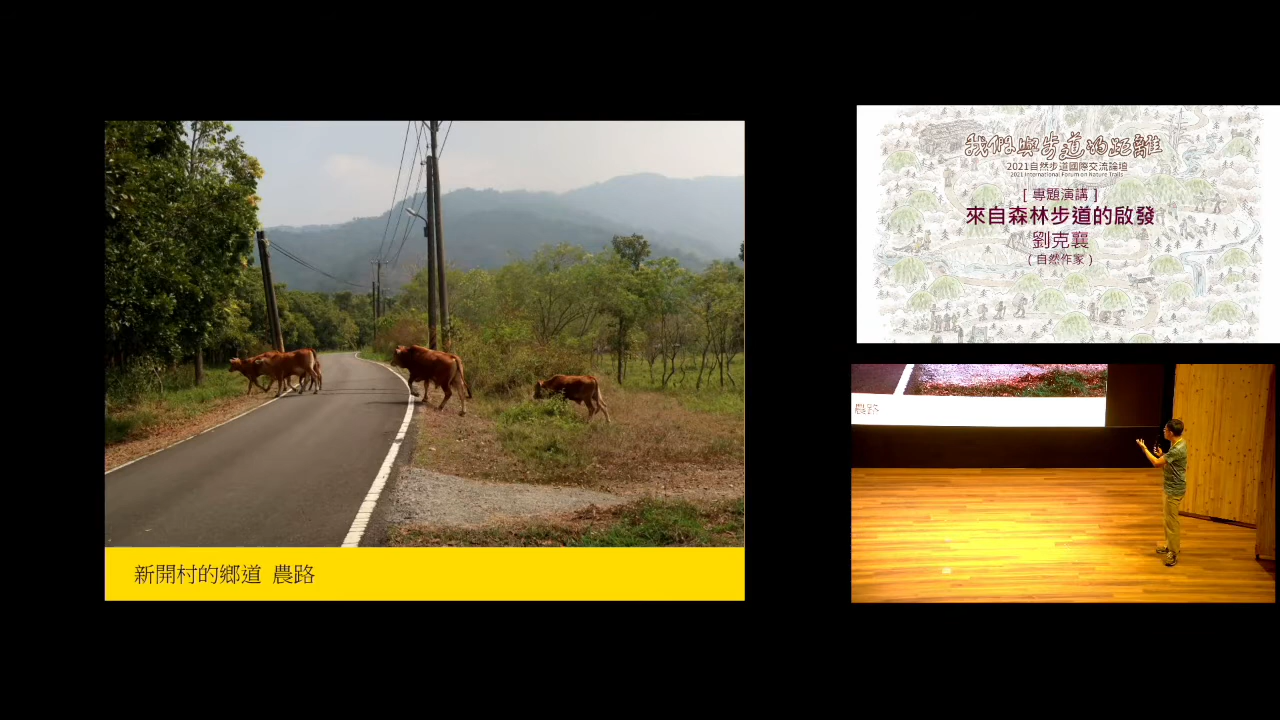 新開村的鄉道 農路
我們與步道的距離
2021自然步道國際交流論壇
2021 International Forum on Nature Trails
[ 專題演講 ]
來自森林步道的啟發
劉克襄
( 自然作家 )
農路